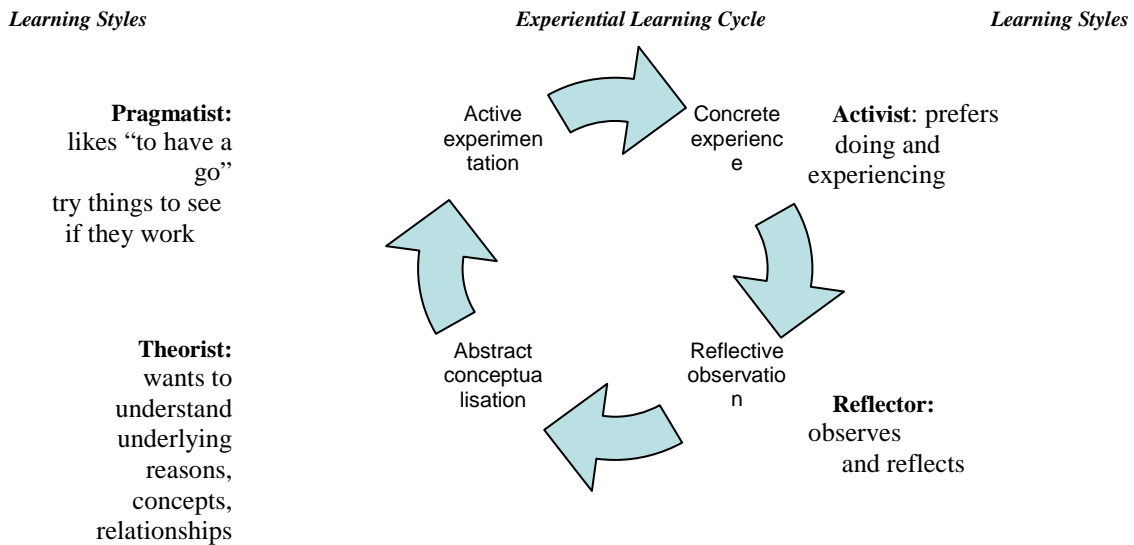 Learning Styles
Experiential Learning Cycle
Learning Styles
Pragmatist:
likes “to have a
go”
try things to see
if they work
Active
experimen
tation
Concrete
experienc
e
Activist: prefers
doing and
experiencing
Theorist:
wants to
understand
underlying
reasons,
concepts,
relationships
Abstract
conceptua
lisation
Reflective
observatio
n
Reflector:
observes
and reflects